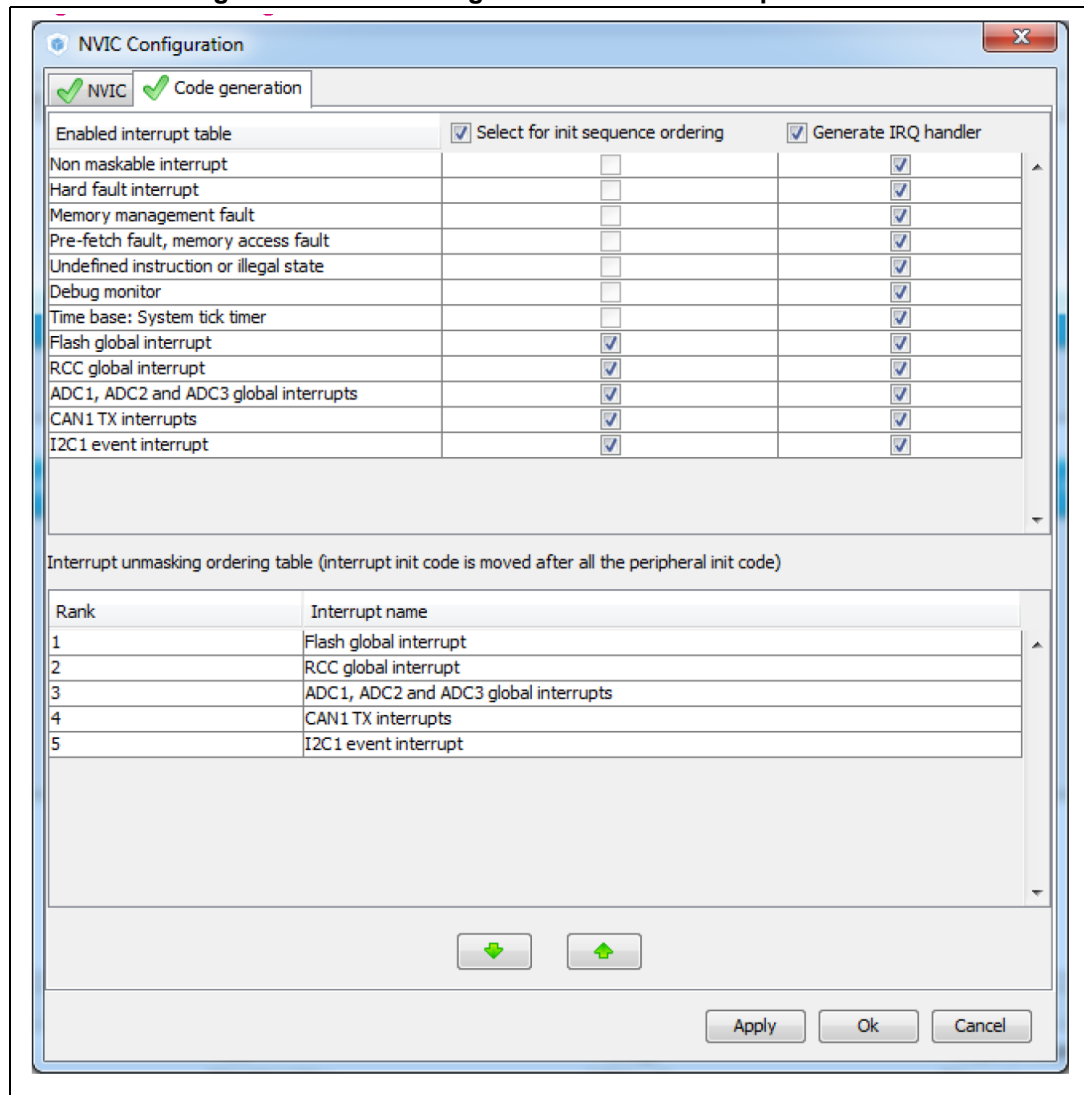 NVIC Configuration
NVIC Code generation
Enabled interrupt table Select for init sequence ordering Generate IRQ handler
Non maskable interrupt
Hard fault interrupt
Memory management fault
Pre-fetch fault, memory access fault
Undefined instruction or illegal state
Debug monitor
Time base: System tick timer
Flash global interrupt
RCC global interrupt
ADC1, ADC2 and ADC3 global interrupts
CAN1 TX interrupts
I2C1 event interrupt
Interrupt unmasking ordering table (interrupt init code is moved after all the peripheral init code)
Rank Interrupt name
1 Flash global interrupt
2 RCC global interrupt
3 ADC1, ADC2 and ADC3 global interrupts
4 CAN1 TX interrupts
5 I2C1 event interrupt
Apply Ok Cancel